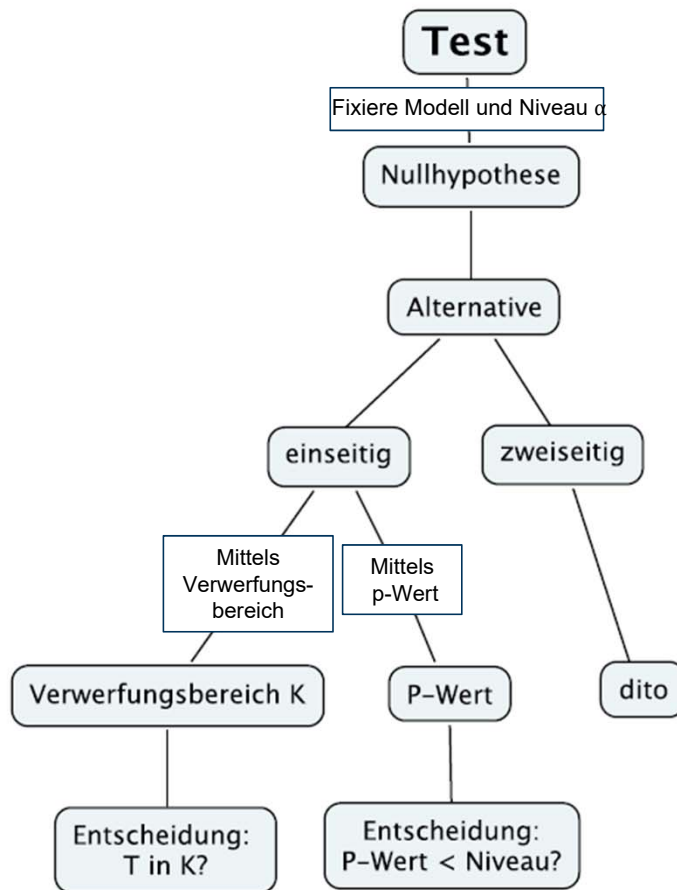 Test
Fixiere Modell und Niveau α
Nullhypothese
Alternative
einseitig
zweiseitig
Mittels
Verwerfungs-
bereich
Mittels
p-Wert
Verwerfungsbereich K
P-Wert
dito
Entscheidung:
T in K?
Entscheidung:
P-Wert < Niveau?